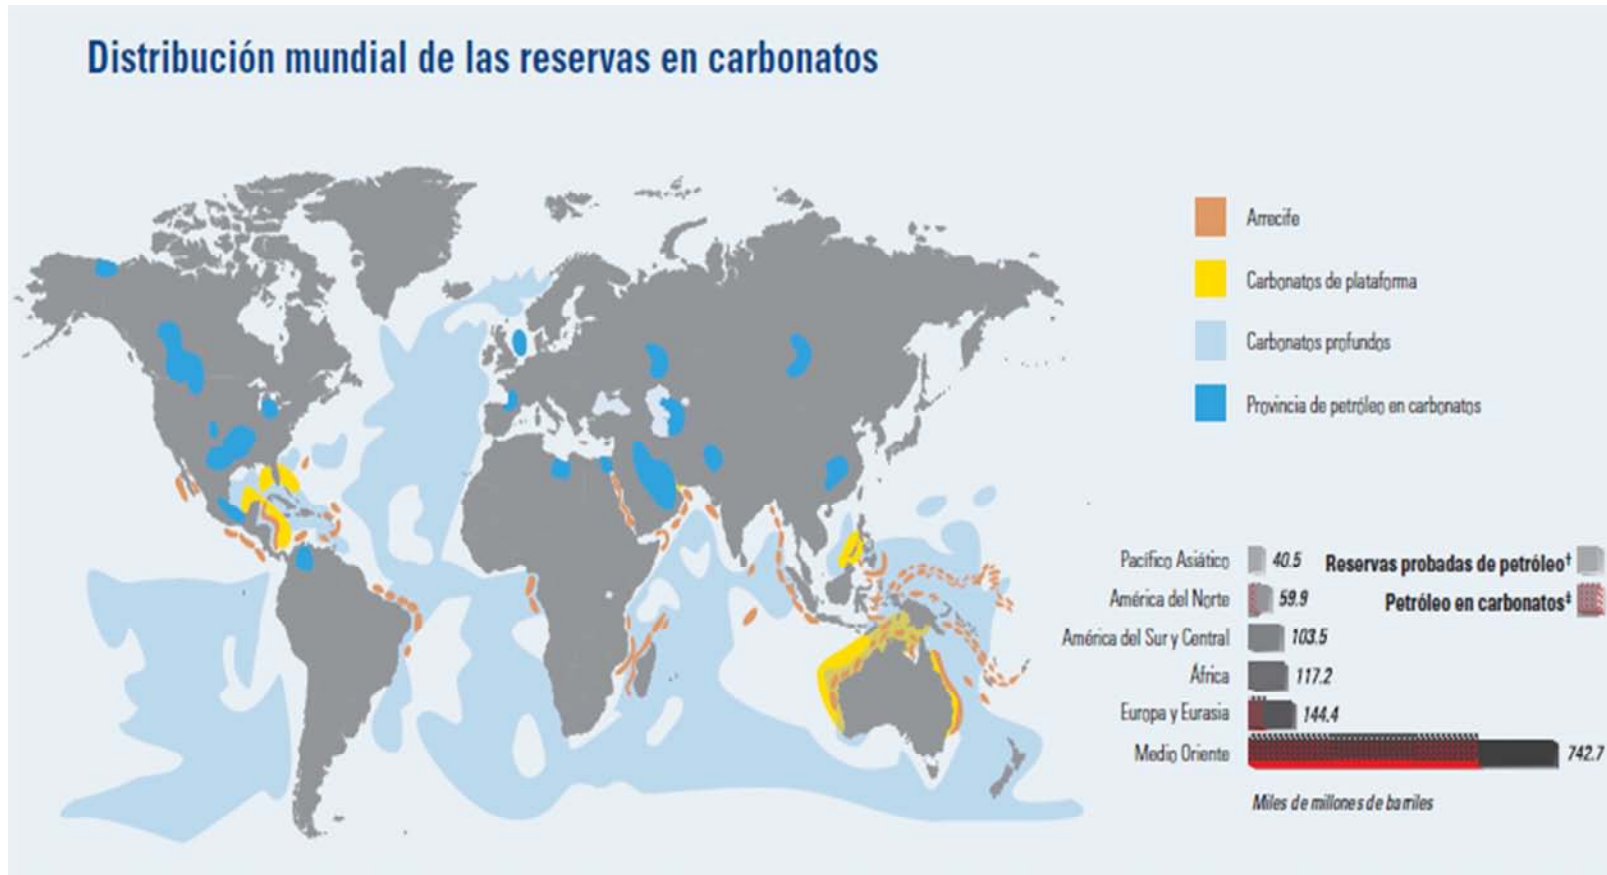 Distribución mundial de las reservas en carbonatos
Arrecife
Carbonatos de plataforma
Carbonatos profundos
Provincia de petróleo en carbonatos
Pacífico Asiático 40.5 Reservas probadas de petróleo†
América del Norte 59.9 Petróleo en carbonatos‡
América del Sur y Central 103.5
África 117.2
Europa y Eurasia 144.4
Medio Oriente 742.7
Miles de millones de barriles